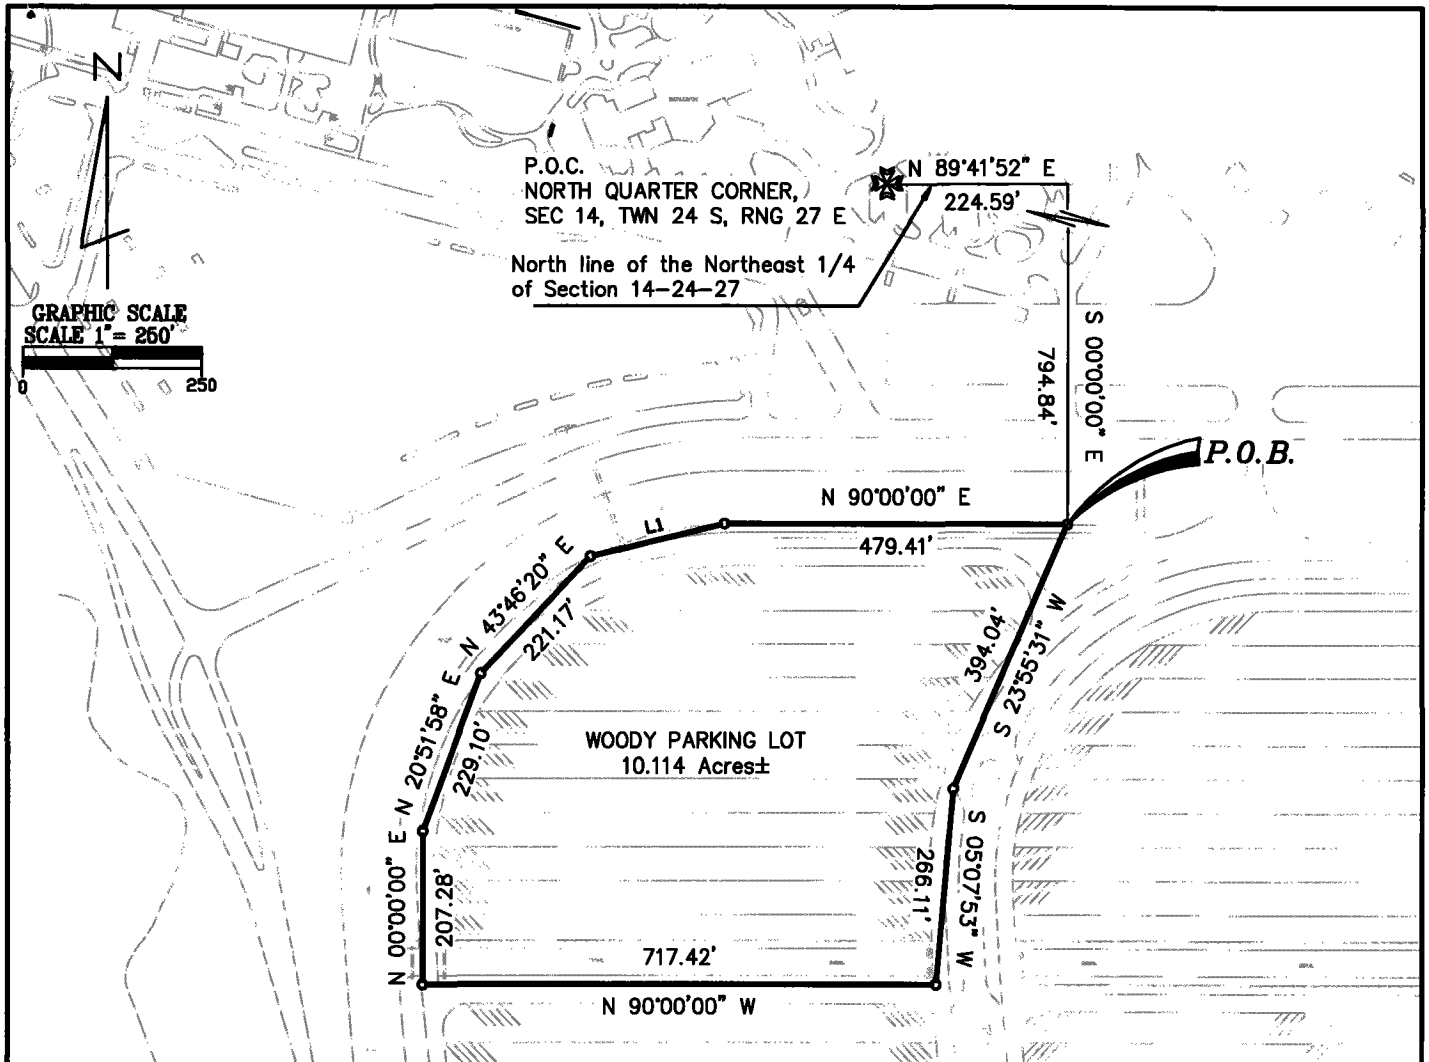 N
P.O.C.
NORTH QUARTER CORNER,
SEC 14, TWN 24 S, RNG 27 E
North line of the Northeast 1/4
of Section 14-24-27
N 89°41'52" E
224.59'
GRAPHIC SCALE
SCALE 1" = 250'
0 250
S 00°00'00" E
794.84'
P.O.B.
N 90°00'00" E
479.41'
L1
N 43°46'20" E
221.17'
N 20°51'58" E
229.10'
N 00°00'00" E
207.28'
394.04'
S 23°55'31" W
WOODY PARKING LOT
10.114 Acres±
266.11'
S 05°07'53" W
717.42'
N 90°00'00" W